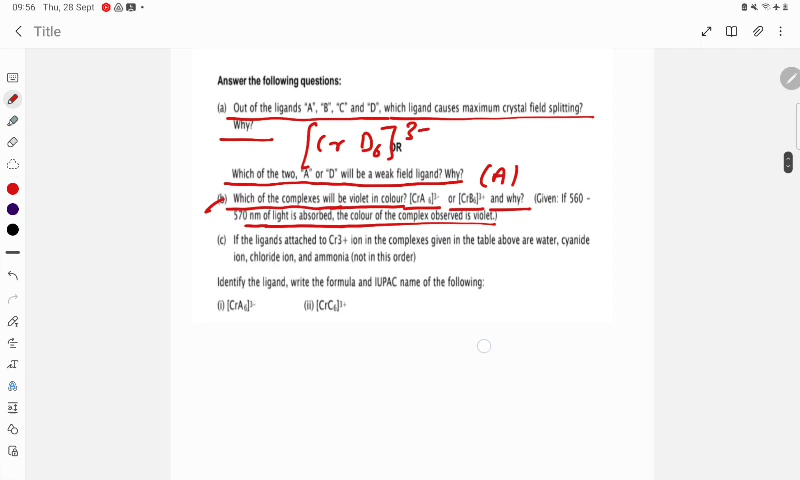 09:56 Thu, 28 Sept
Title
Answer the following questions:
(a) Out of the ligands "A", "B", "C" and "D", which ligand causes maximum crystal field splitting?
Why?
[Cr D₆]³⁻
OR
Which of the two, "A" or "D" will be a weak field ligand? Why? (A)
(b) Which of the complexes will be violet in colour? [CrA ₆]³⁻ or [CrB₆]³⁺ and why? (Given: If 560 -
570 nm of light is absorbed, the colour of the complex observed is violet.)
(c) If the ligands attached to Cr3+ ion in the complexes given in the table above are water, cyanide
ion, chloride ion, and ammonia (not in this order)
Identify the ligand, write the formula and IUPAC name of the following:
(i) [CrA₆]³⁻ (ii) [CrC₆]³⁺